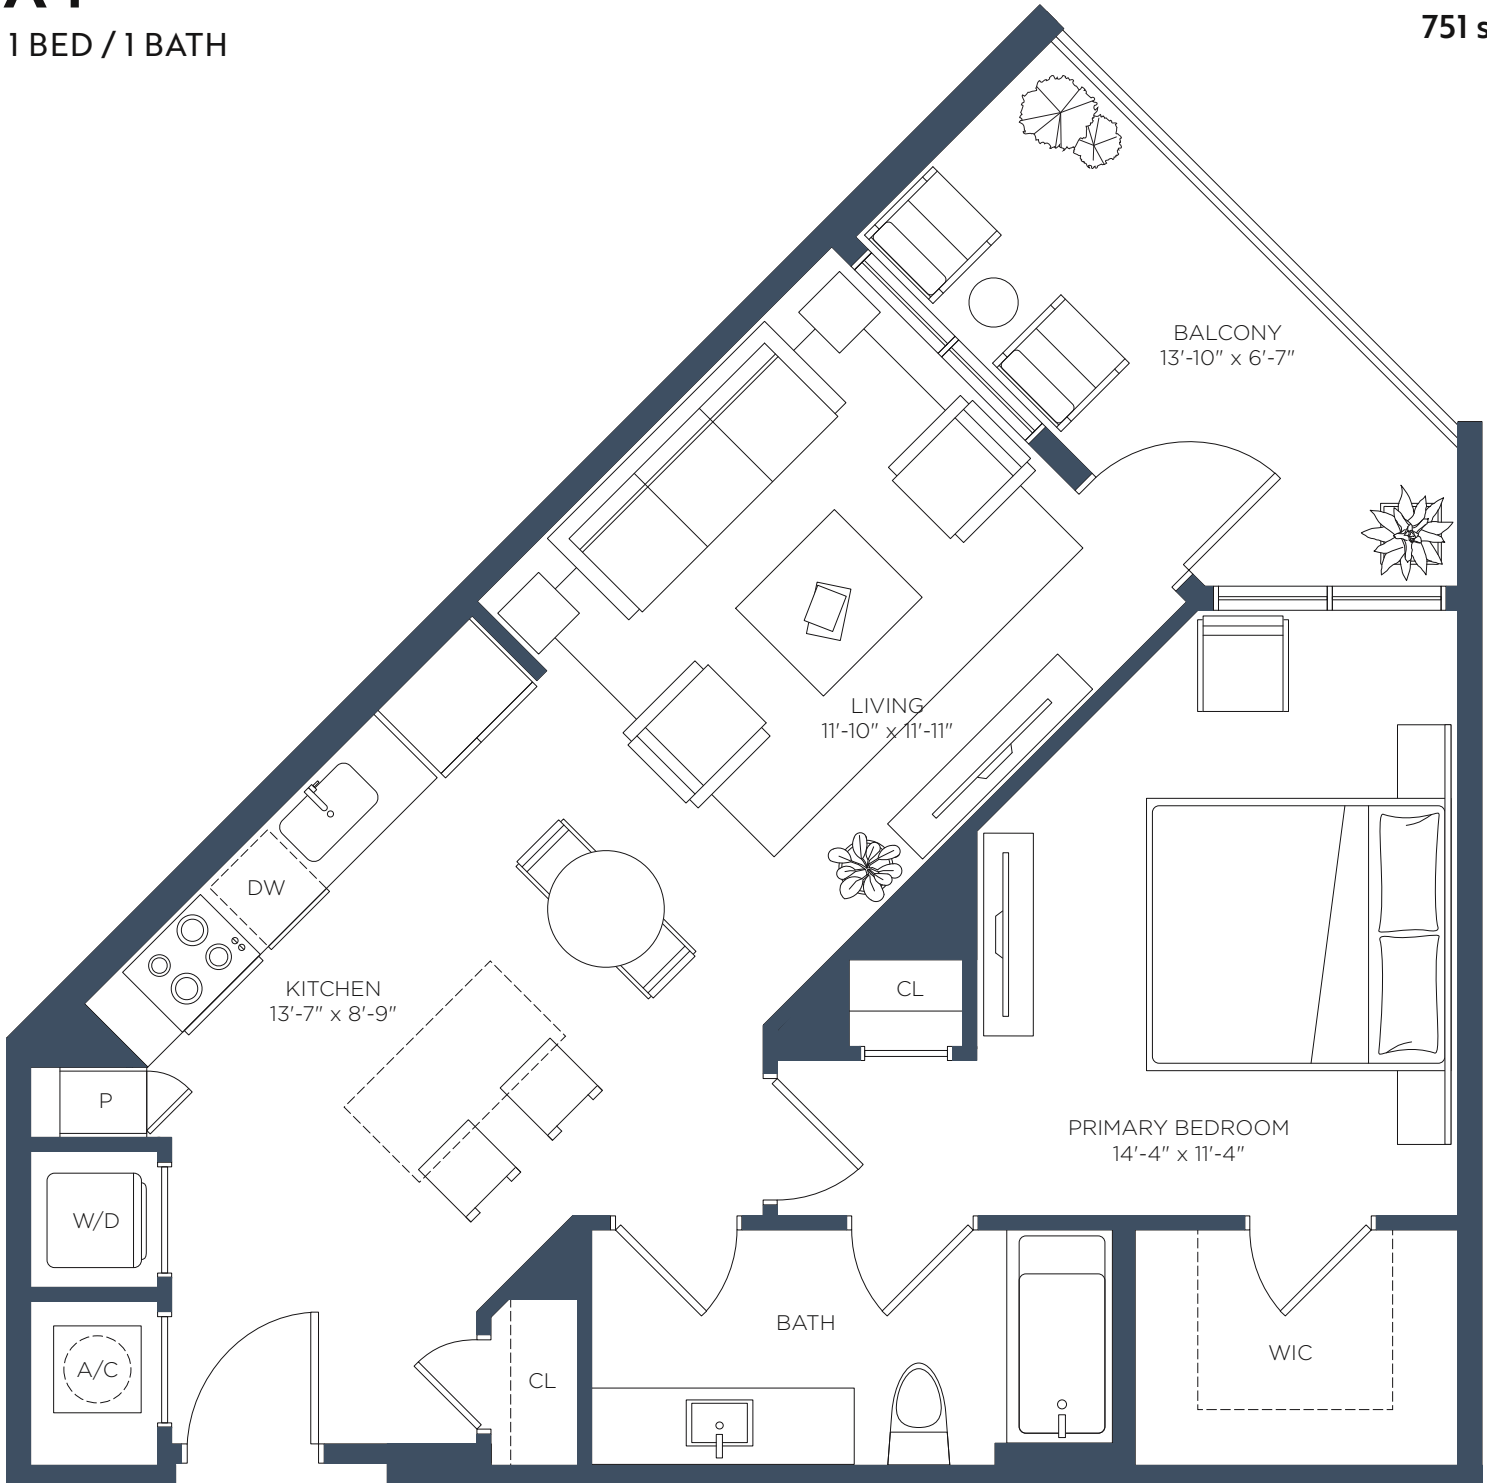 1 BED / 1 BATH
751
BALCONY
13'-10" x 6'-7"
LIVING
11'-10" x 11'-11"
DW
KITCHEN
13'-7" x 8'-9"
CL
P
PRIMARY BEDROOM
14'-4" x 11'-4"
W/D
BATH
WIC
A/C
CL